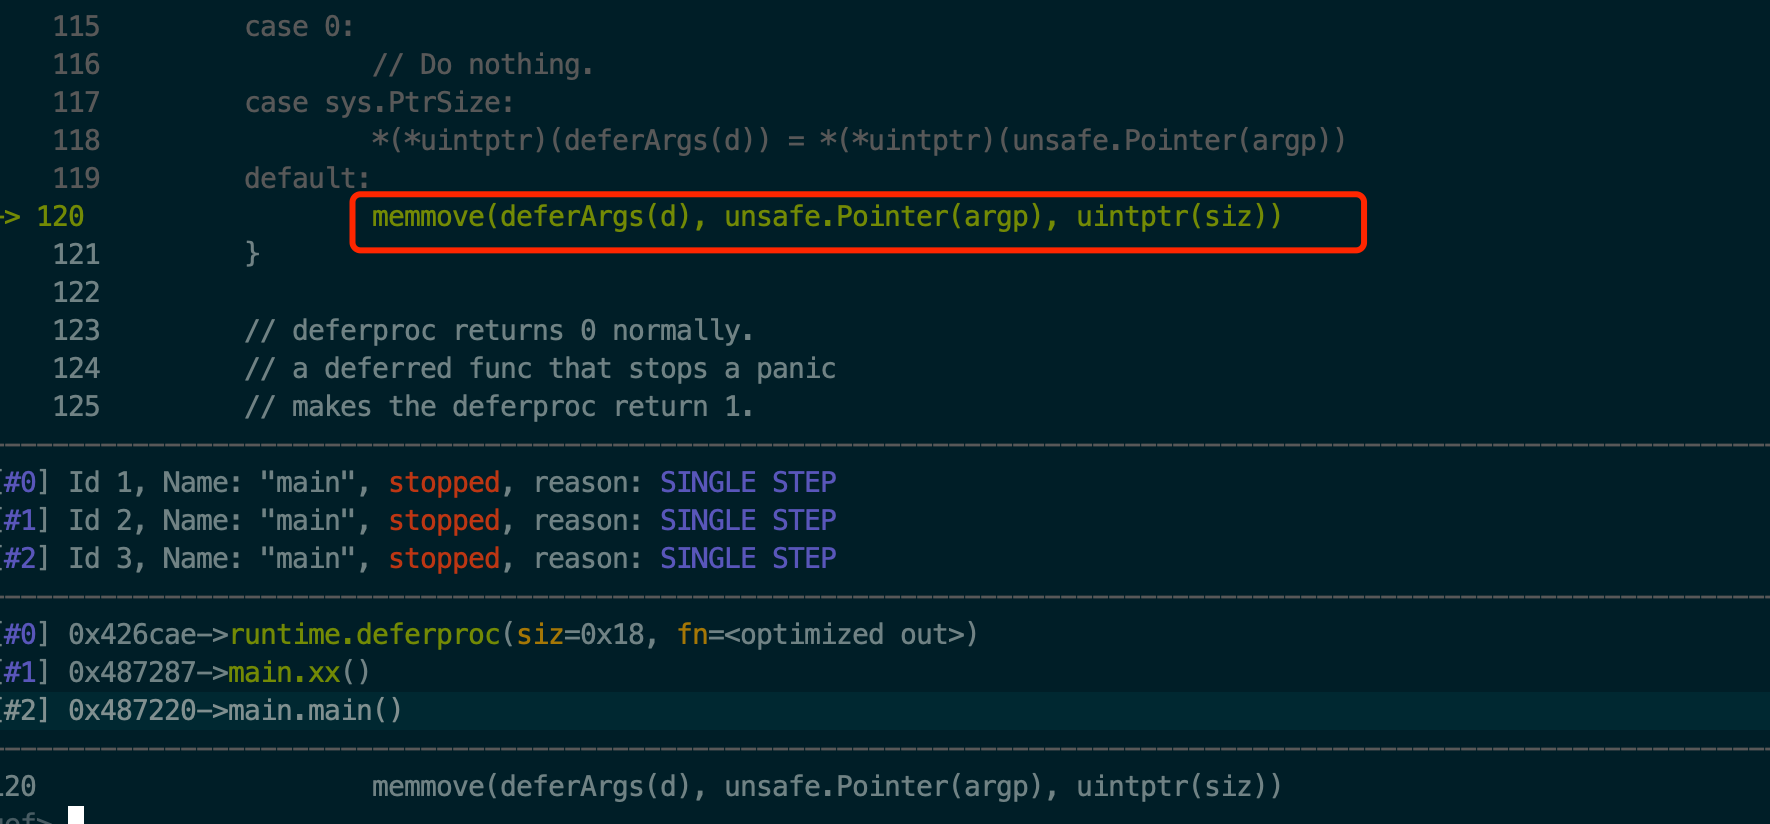 115 case 0:
116 // Do nothing.
117 case sys.PtrSize:
118 *(*uintptr)(deferArgs(d)) = *(*uintptr)(unsafe.Pointer(argp))
119 default:
-> 120 memmove(deferArgs(d), unsafe.Pointer(argp), uintptr(siz))
121 }
122
123 // deferproc returns 0 normally.
124 // a deferred func that stops a panic
125 // makes the deferproc return 1.
[#0] Id 1, Name: "main", stopped, reason: SINGLE STEP
[#1] Id 2, Name: "main", stopped, reason: SINGLE STEP
[#2] Id 3, Name: "main", stopped, reason: SINGLE STEP
[#0] 0x426cae->runtime.deferproc(siz=0x18, fn=<optimized out>)
[#1] 0x487287->main.xx()
[#2] 0x487220->main.main()
20 memmove(deferArgs(d), unsafe.Pointer(argp), uintptr(siz))